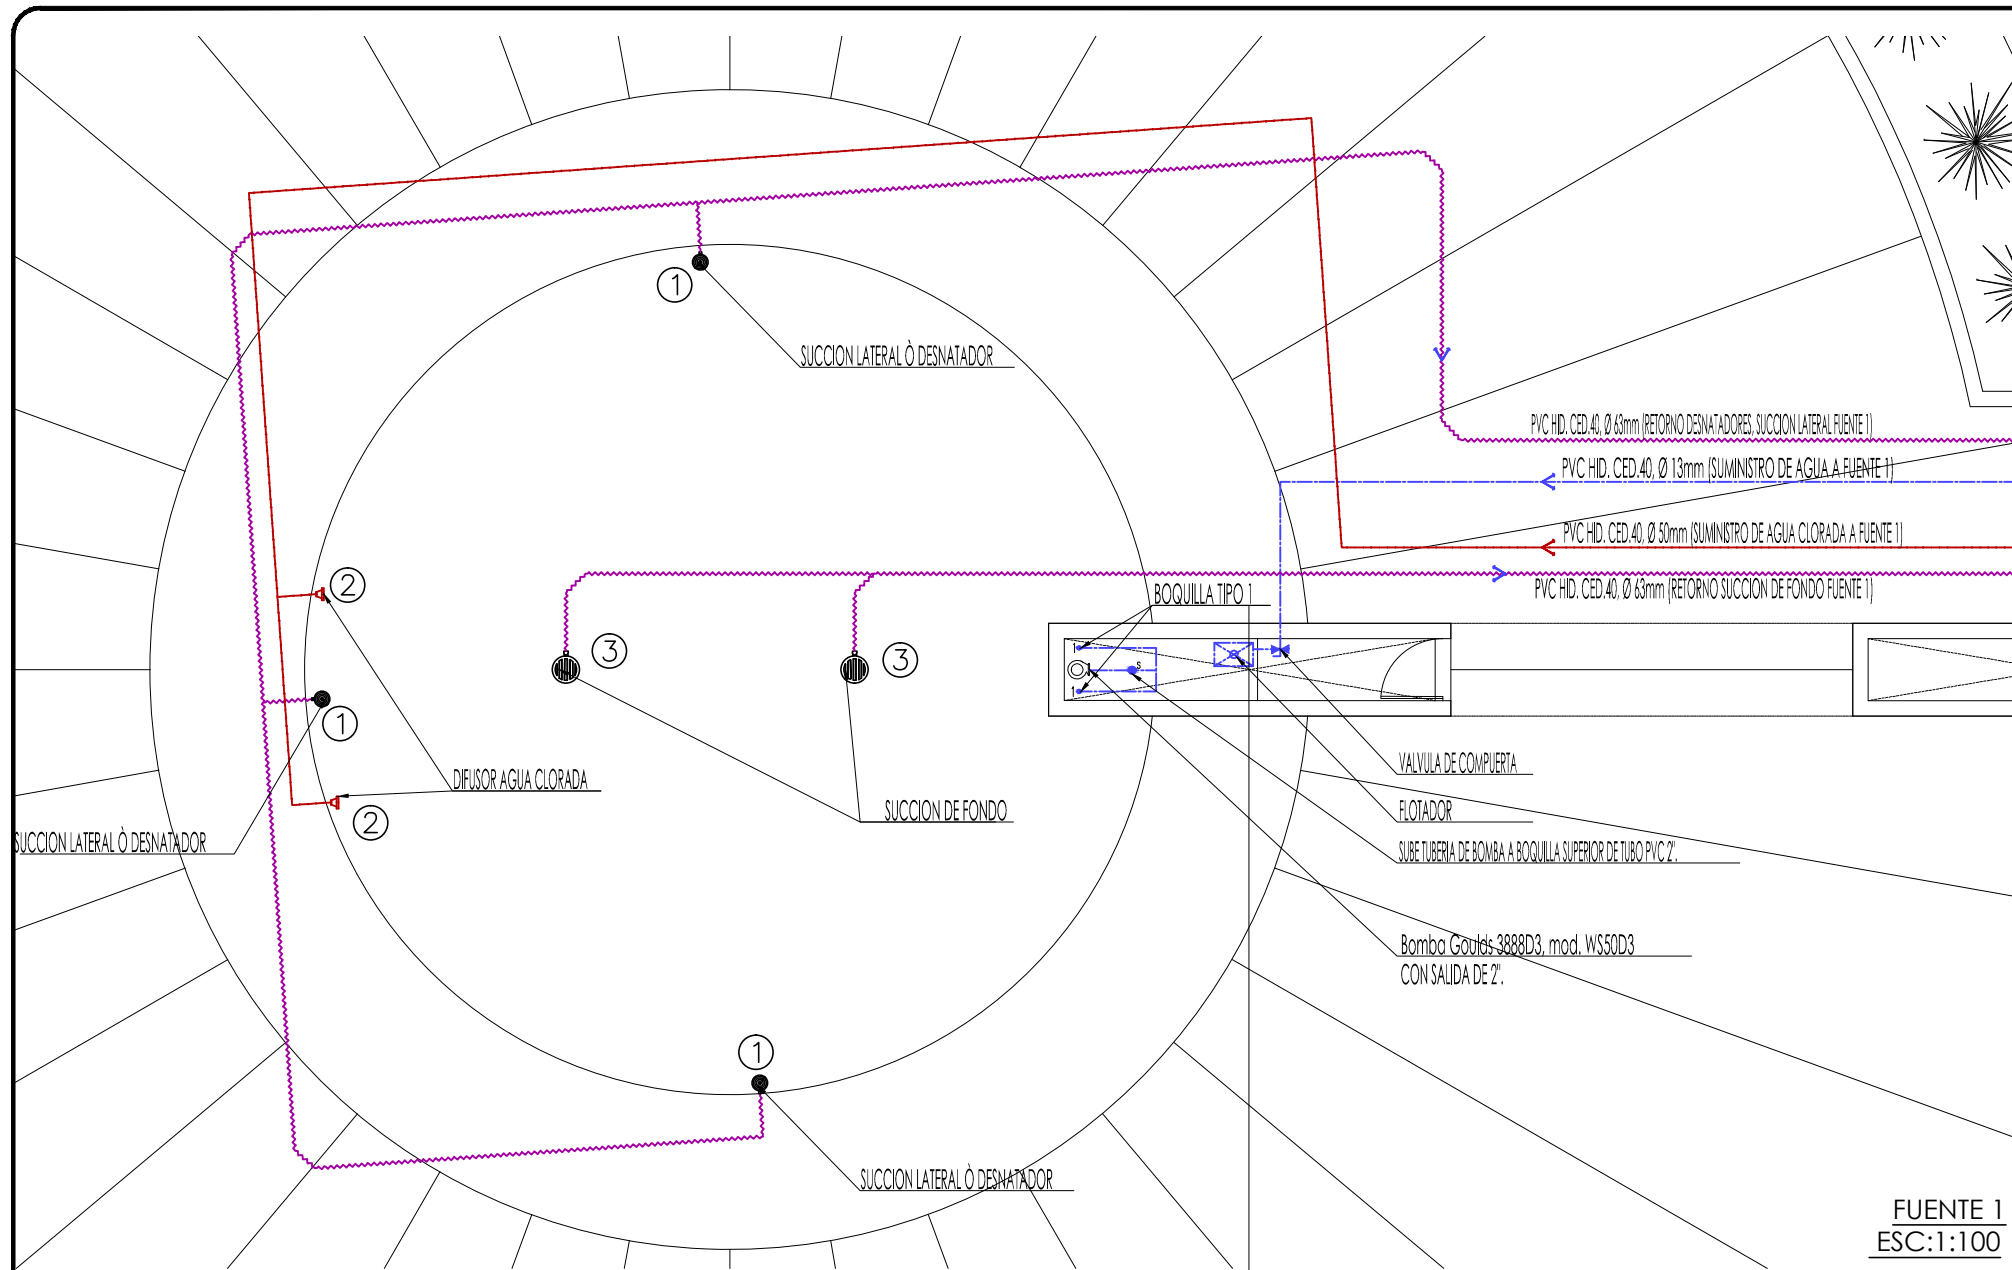 1
SUCCION LATERAL Ò DESNATADOR
PVC HID. CED.40, Ø 63mm (RETORNO DESNATADORES, SUCCION LATERAL FUENTE 1)
PVC HID. CED.40, Ø 13mm (SUMINISTRO DE AGUA A FUENTE 1)
PVC HID. CED.40, Ø 50mm (SUMINISTRO DE AGUA CLORADA A FUENTE 1)
PVC HID. CED.40, Ø 63mm (RETORNO SUCCION DE FONDO FUENTE 1)
2
BOQUILLA TIPO 1
3
3
1
s
1
1
VALVULA DE COMPUERTA
DIFUSOR AGUA CLORADA
SUCCION DE FONDO
FLOTADOR
2
SUCCION LATERAL Ò DESNATADOR
SUBE TUBERIA DE BOMBA A BOQUILLA SUPERIOR DE TUBO PVC 2".
Bomba Goulds 3888D3, mod. WS50D3
CON SALIDA DE 2".
1
SUCCION LATERAL Ò DESNATADOR
FUENTE 1
ESC:1:100